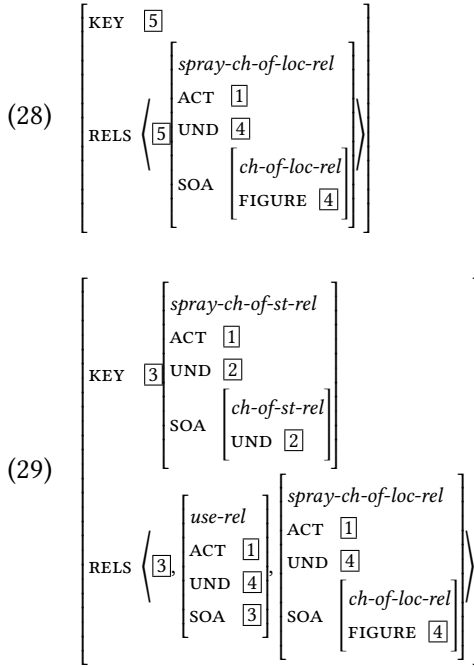 (28)
KEY 5
RELS ⟨ 5
spray-ch-of-loc-rel
ACT 1
UND 4
SOA
ch-of-loc-rel
FIGURE 4
⟩
(29)
KEY 3
spray-ch-of-st-rel
ACT 1
UND 2
SOA
ch-of-st-rel
UND 2
RELS ⟨ 3 ,
use-rel
ACT 1
UND 4
SOA 3
,
spray-ch-of-loc-rel
ACT 1
UND 4
SOA
ch-of-loc-rel
FIGURE 4
⟩